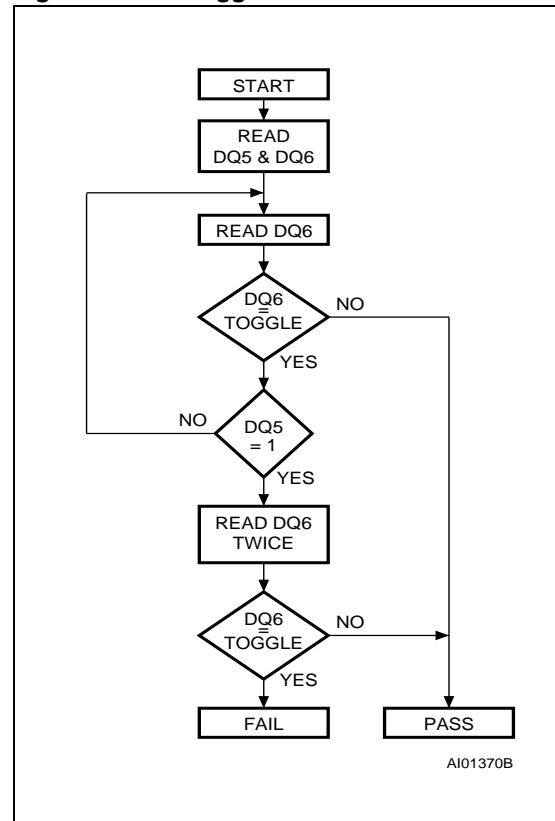 START
READ
DQ5 & DQ6
READ DQ6
DQ6
=
TOGGLE
NO
YES
NO
DQ5
= 1
YES
READ DQ6
TWICE
DQ6
=
TOGGLE
NO
YES
FAIL
PASS
AI01370B